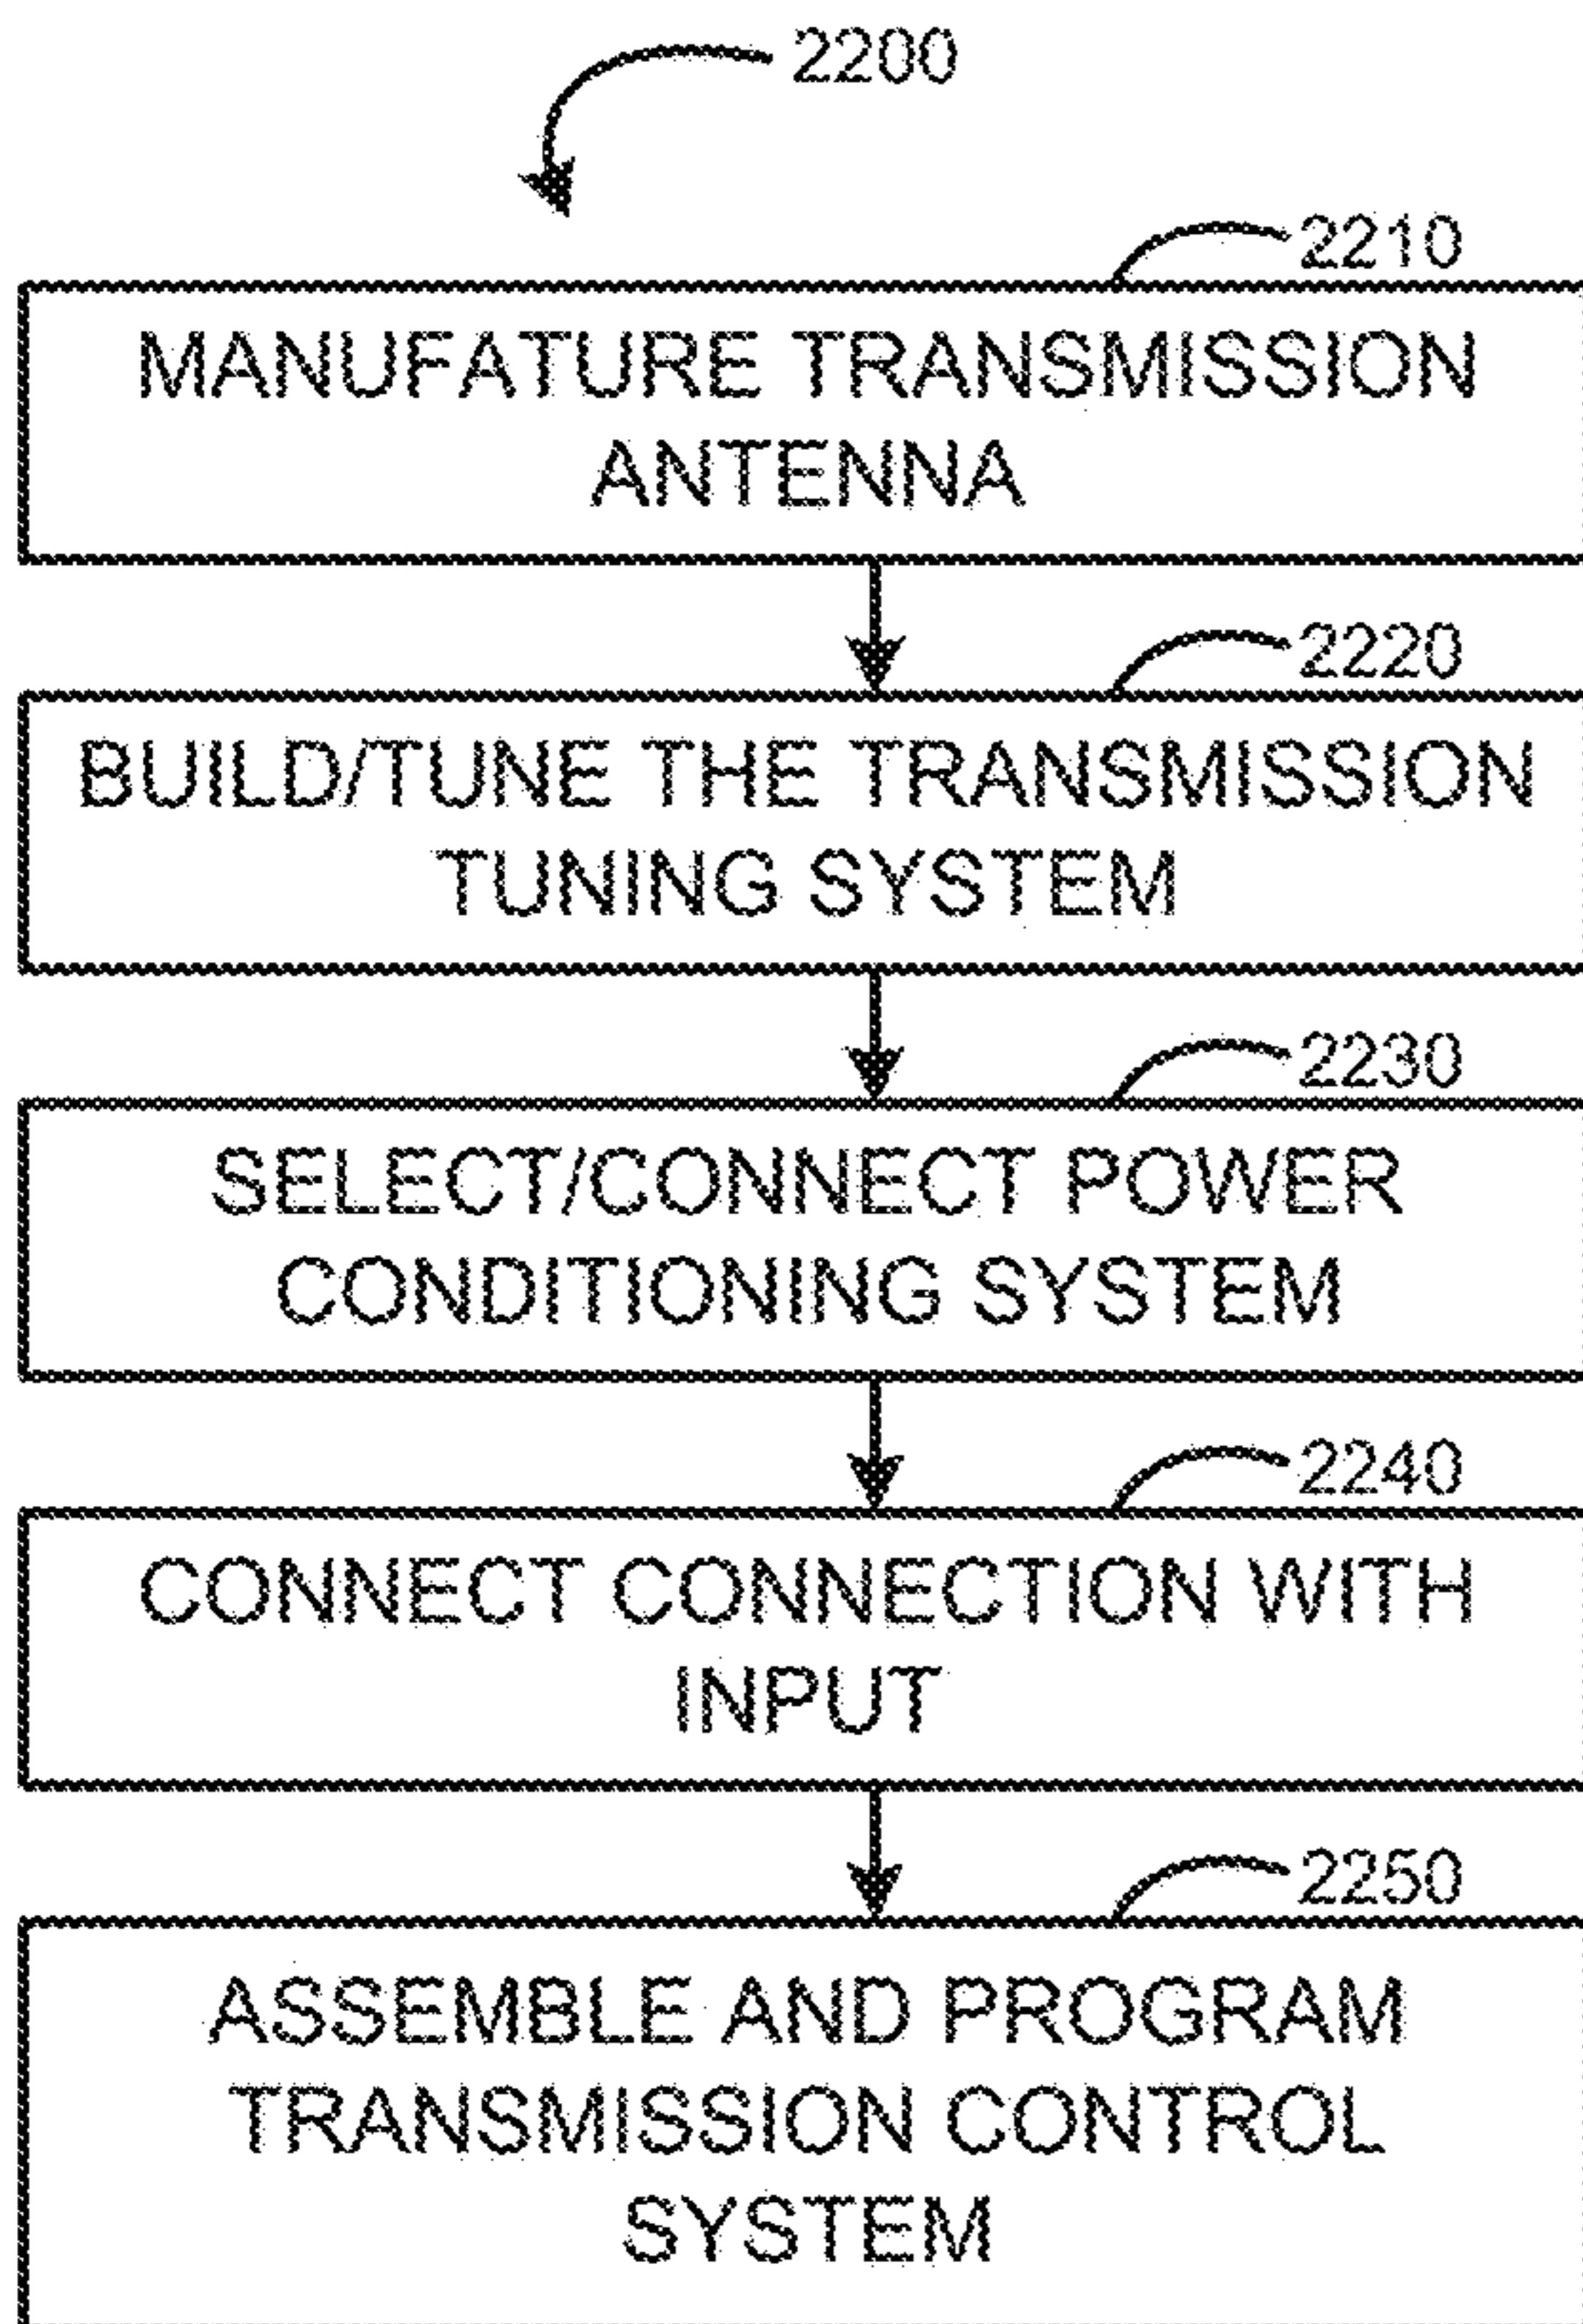 2200
2210
MANUFATURE TRANSMISSION
ANTENNA
2220
BUILD/TUNE THE TRANSMISSION
TUNING SYSTEM
2230
SELECT/CONNECT POWER
CONDITIONING SYSTEM
2240
CONNECT CONNECTION WITH
INPUT
2250
ASSEMBLE AND PROGRAM
TRANSMISSION CONTROL
SYSTEM